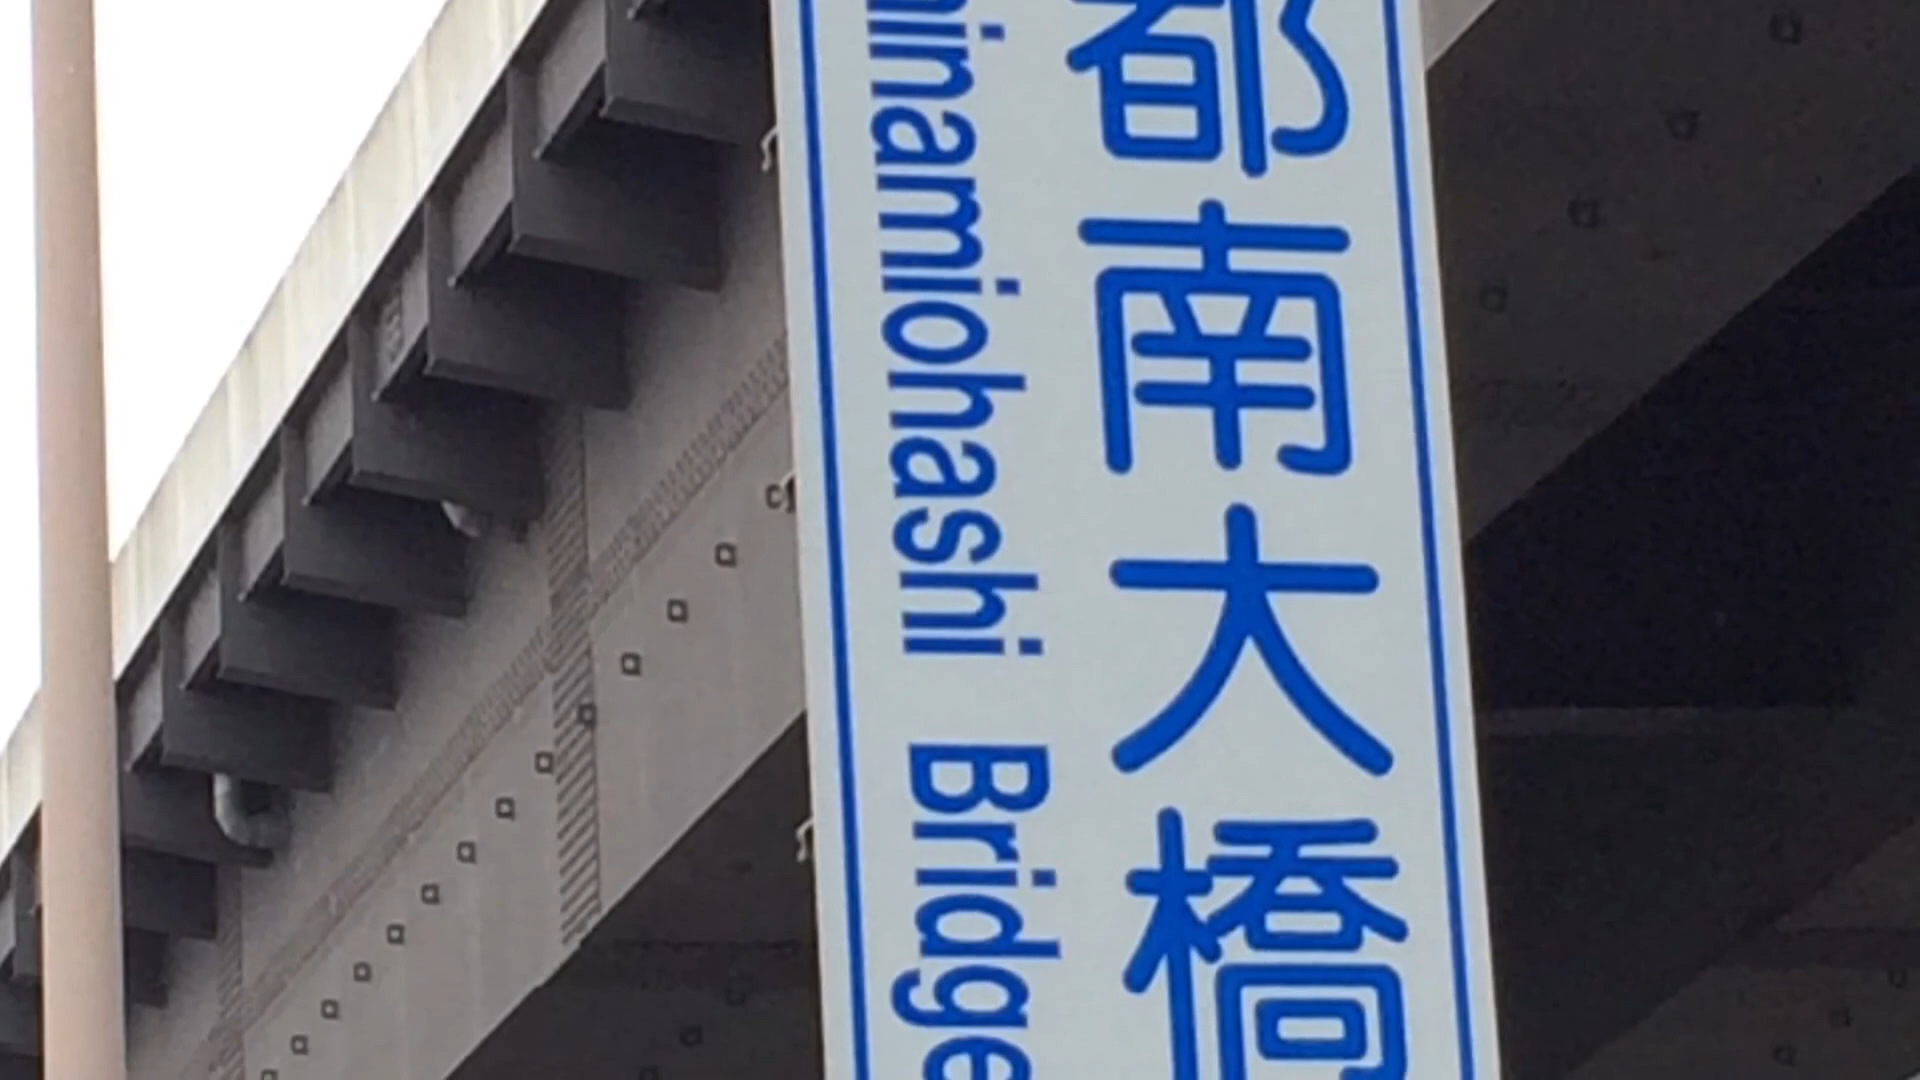 都南大橋
inamiohashi Bridge